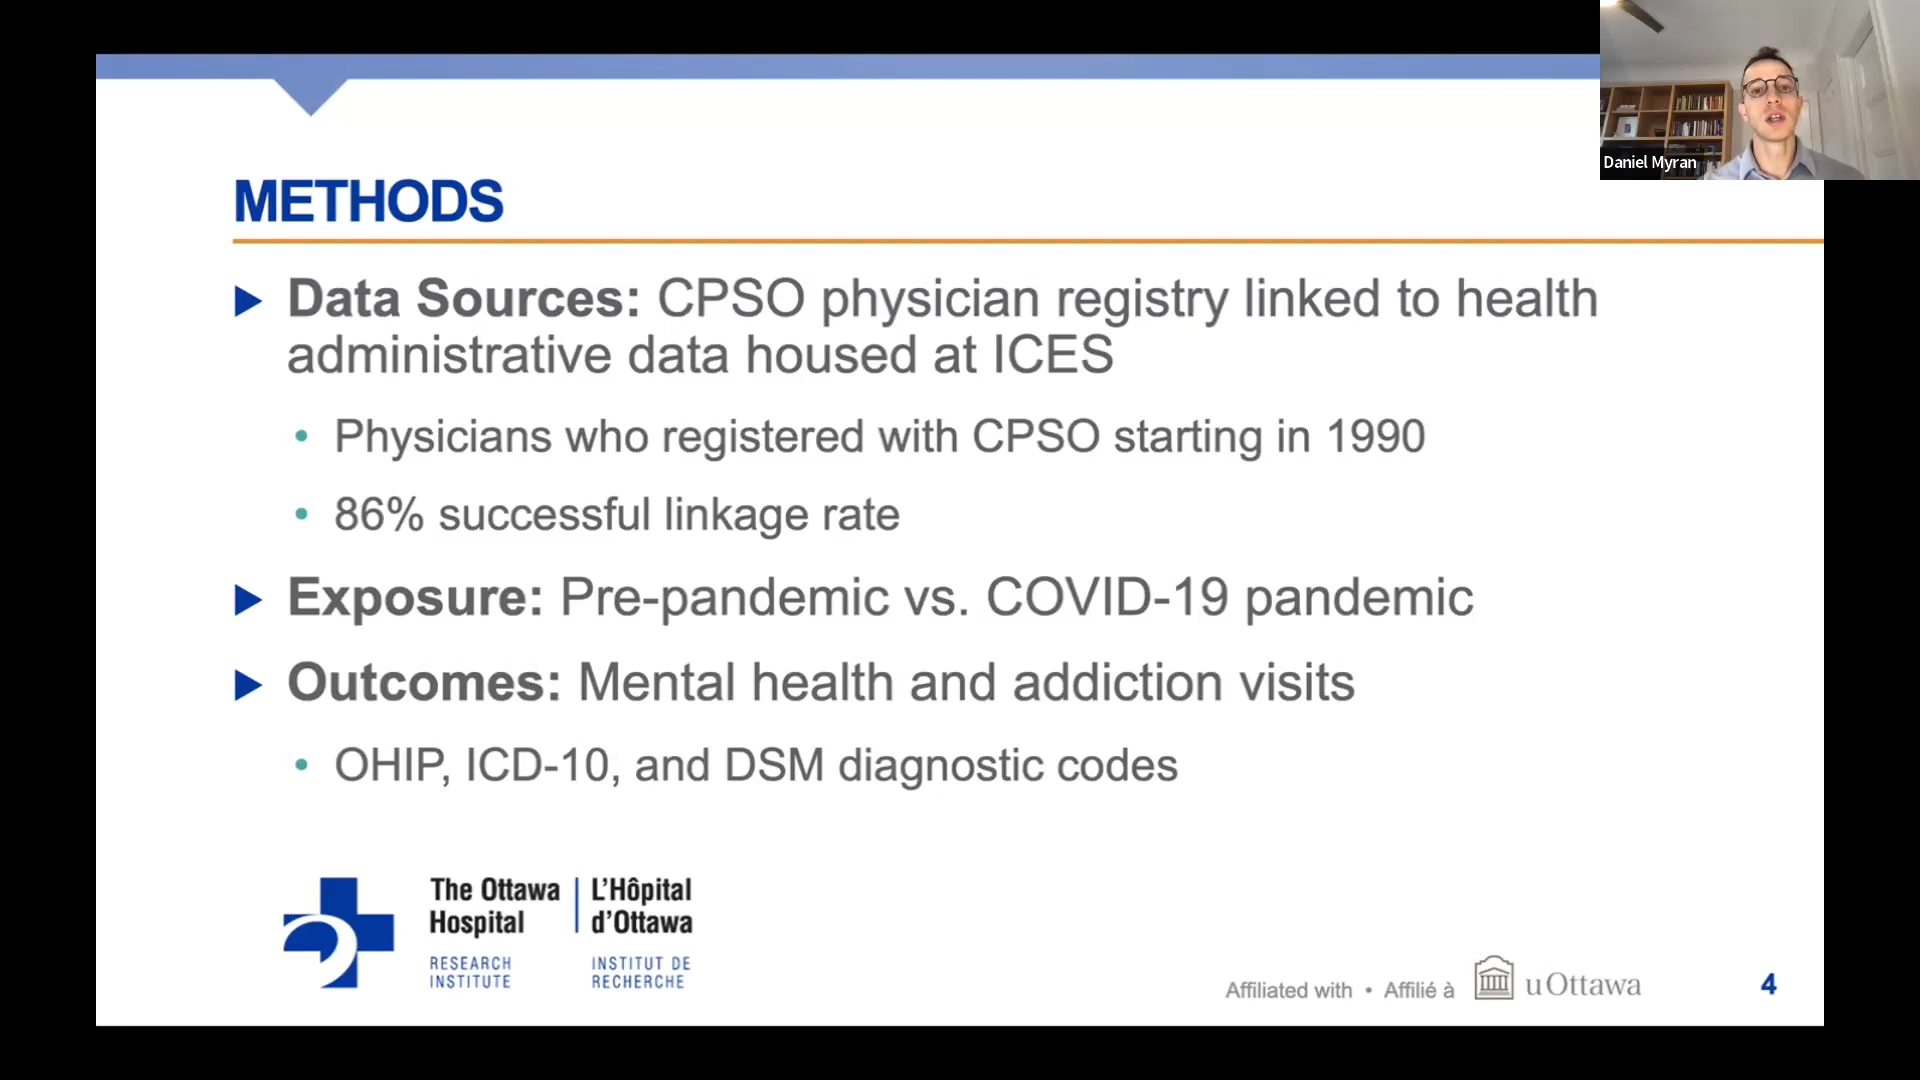 Daniel Myran
METHODS
Data Sources: CPSO physician registry linked to health
administrative data housed at ICES
Physicians who registered with CPSO starting in 1990
86% successful linkage rate
Exposure: Pre-pandemic vs. COVID-19 pandemic
Outcomes: Mental health and addiction visits
OHIP, ICD-10, and DSM diagnostic codes
The Ottawa
Hospital
RESEARCH
INSTITUTE
L'Hôpital
d'Ottawa
INSTITUT DE
RECHERCHE
Affiliated with • Affilié à
uOttawa
4